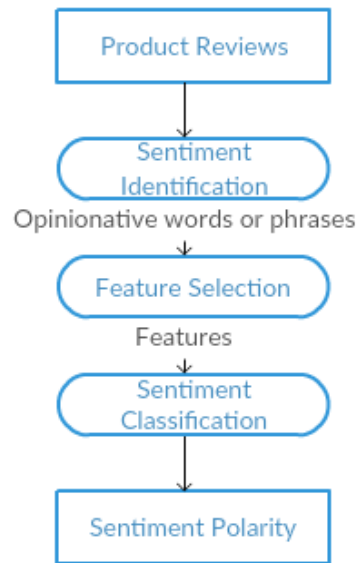 Product Reviews
Sentiment
Identification
Opinionative words or phrases
Feature Selection
Features
Sentiment
Classification
Sentiment Polarity